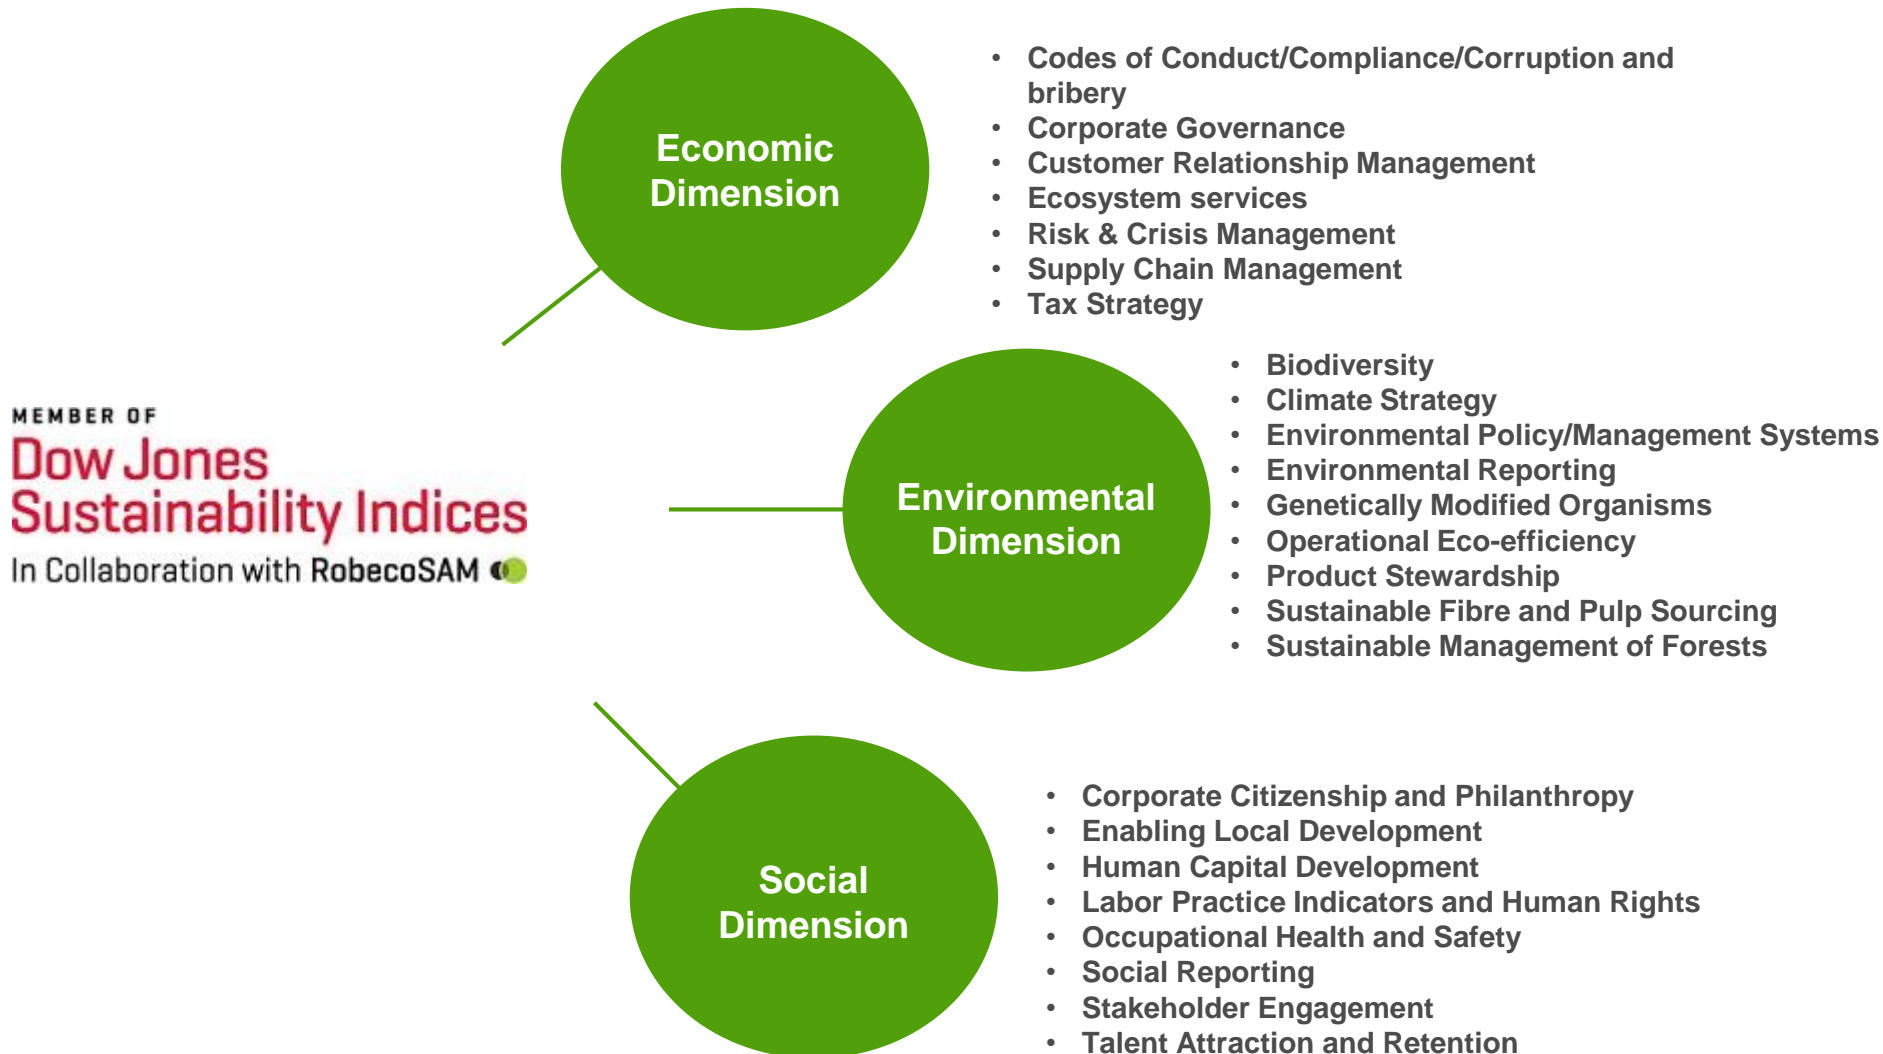 Economic
Dimension
• Codes of Conduct/Compliance/Corruption and
bribery
• Corporate Governance
• Customer Relationship Management
• Ecosystem services
• Risk & Crisis Management
• Supply Chain Management
• Tax Strategy
MEMBER OF
Dow Jones
Sustainability Indices
In Collaboration with RobecoSAM
Environmental
Dimension
• Biodiversity
• Climate Strategy
• Environmental Policy/Management Systems
• Environmental Reporting
• Genetically Modified Organisms
• Operational Eco-efficiency
• Product Stewardship
• Sustainable Fibre and Pulp Sourcing
• Sustainable Management of Forests
Social
Dimension
• Corporate Citizenship and Philanthropy
• Enabling Local Development
• Human Capital Development
• Labor Practice Indicators and Human Rights
• Occupational Health and Safety
• Social Reporting
• Stakeholder Engagement
• Talent Attraction and Retention